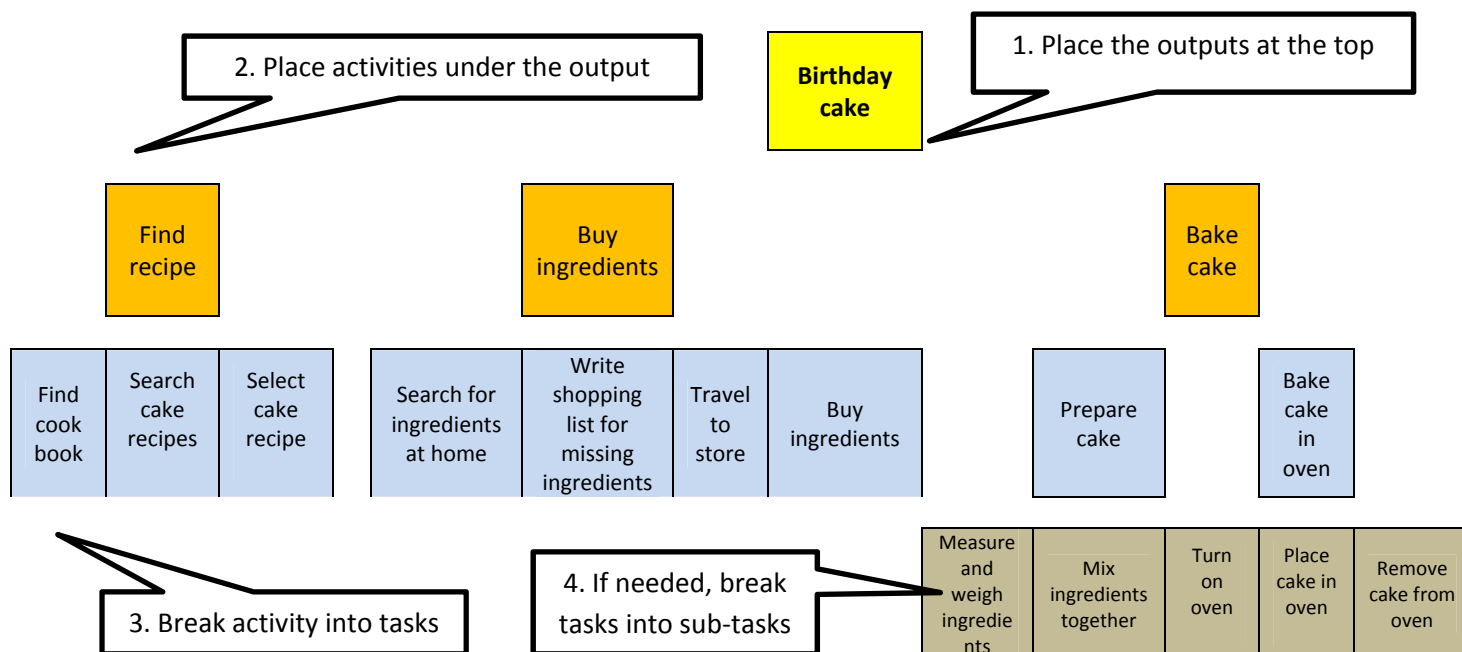 2. Place activities under the output
1. Place the outputs at the top
Birthday
cake
Find
recipe
Buy
ingredients
Bake
cake
Find
cook
book
Search
cake
recipes
Select
cake
recipe
Search for
ingredients
at home
Write
shopping
list for
missing
ingredients
Travel
to
store
Buy
ingredients
Prepare
cake
Bake
cake
in
oven
3. Break activity into tasks
4. If needed, break
tasks into sub-tasks
Measure
and
weigh
ingredie
nts
Mix
ingredients
together
Turn
on
oven
Place
cake in
oven
Remove
cake from
oven